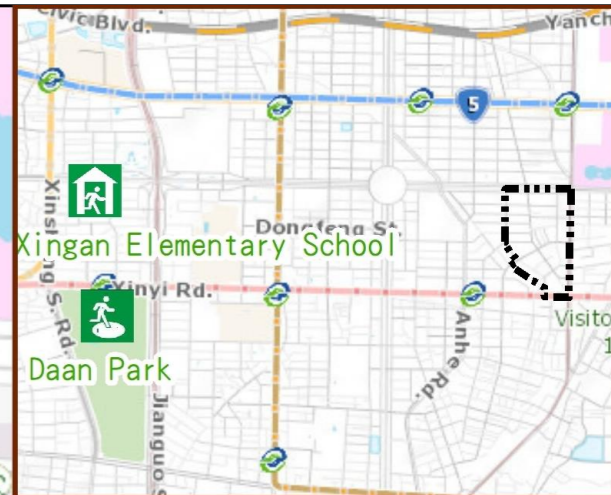 Civic Blvd.
Yanch
5
Xinsheng S. Rd.
Dongfeng St.
Xingan Elementary School
Xinyi Rd.
Daan Park
Jianguo S
Anhe Rd.
Visito
1